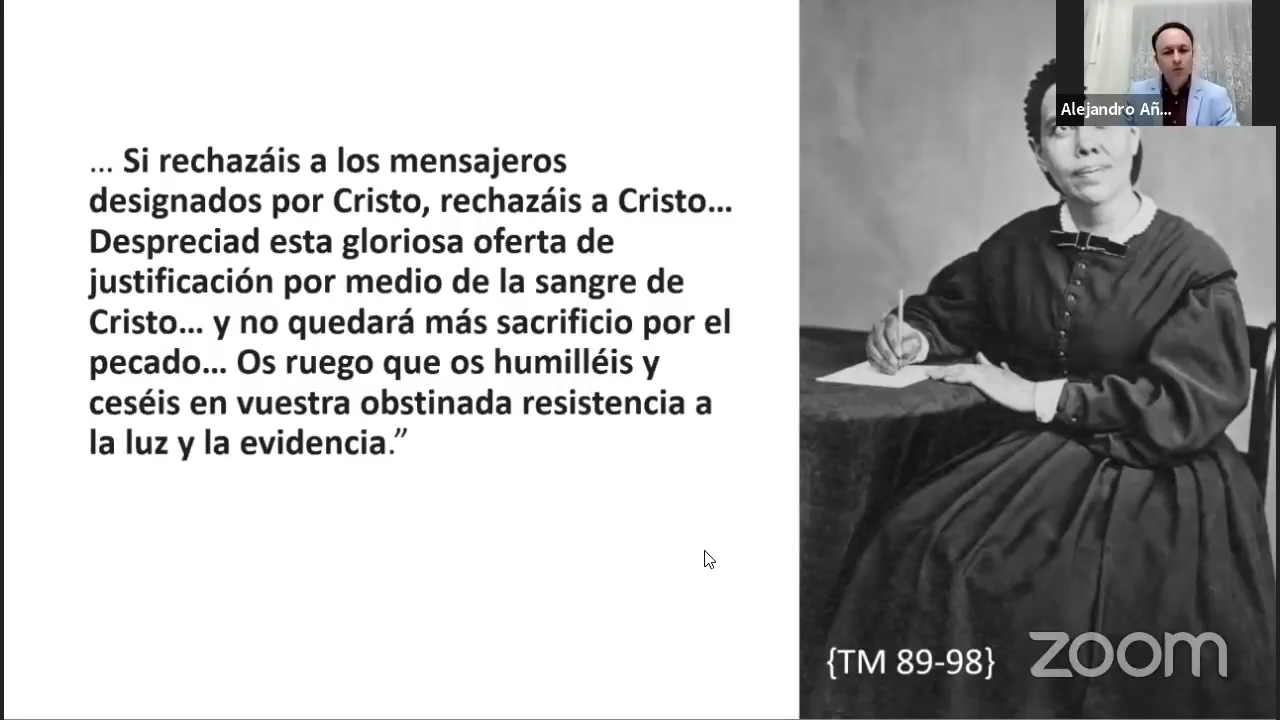 ... Si rechazáis a los mensajeros
designados por Cristo, rechazáis a Cristo...
Despreciad esta gloriosa oferta de
justificación por medio de la sangre de
Cristo... y no quedará más sacrificio por el
pecado... Os ruego que os humilléis y
ceséis en vuestra obstinada resistencia a
la luz y la evidencia.”
Alejandro Añ...
{TM 89-98}
zoom